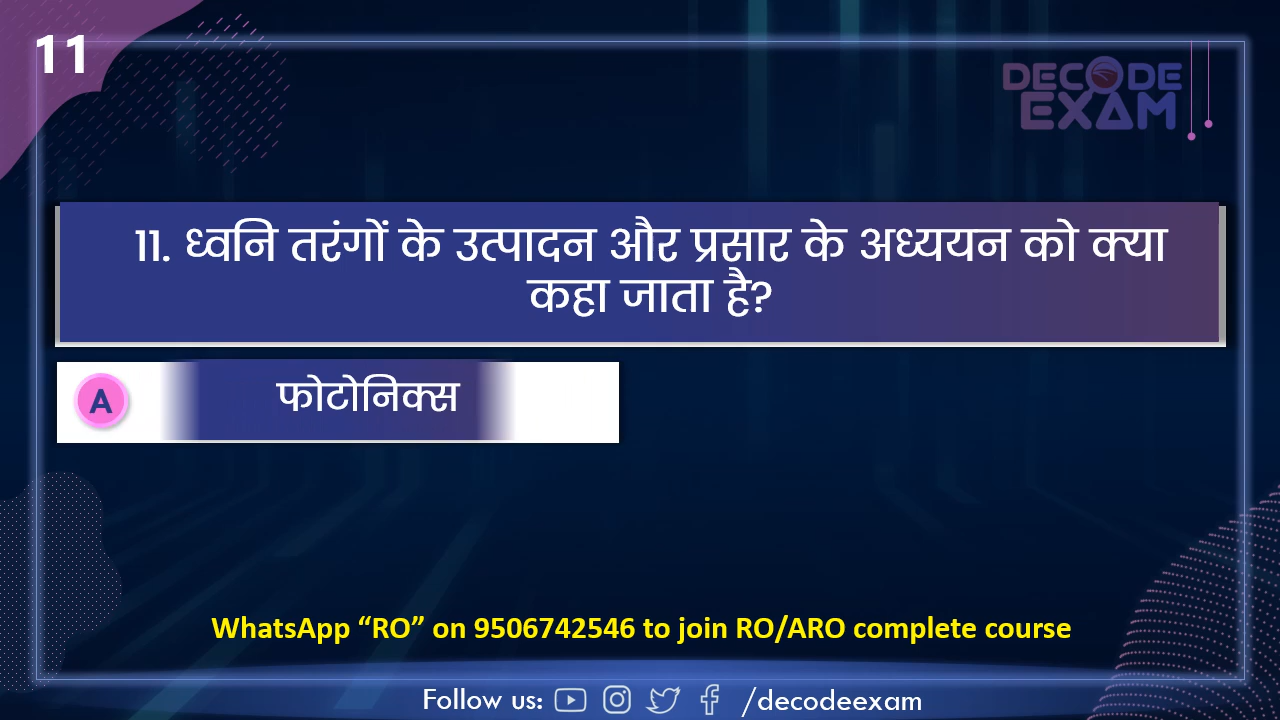 11
DECODE
EXAM
11. ध्वनि तरंगों के उत्पादन और प्रसार के अध्ययन को क्या
कहा जाता है?
A फोटोनिक्स
WhatsApp “RO” on 9506742546 to join RO/ARO complete course
Follow us: /decodeexam